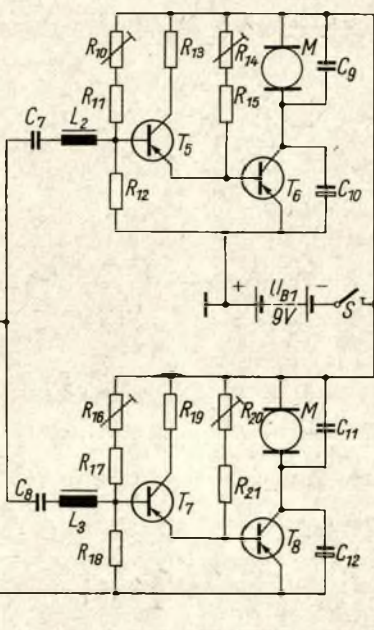 R10 R13 R14 M C9
R11 R15
C7 L2 T5
R12 T6 C10
+ UB1 − S
9V
R16 R19 R20 M C11
R17 R21
C8 L3 T7
R18 T8 C12